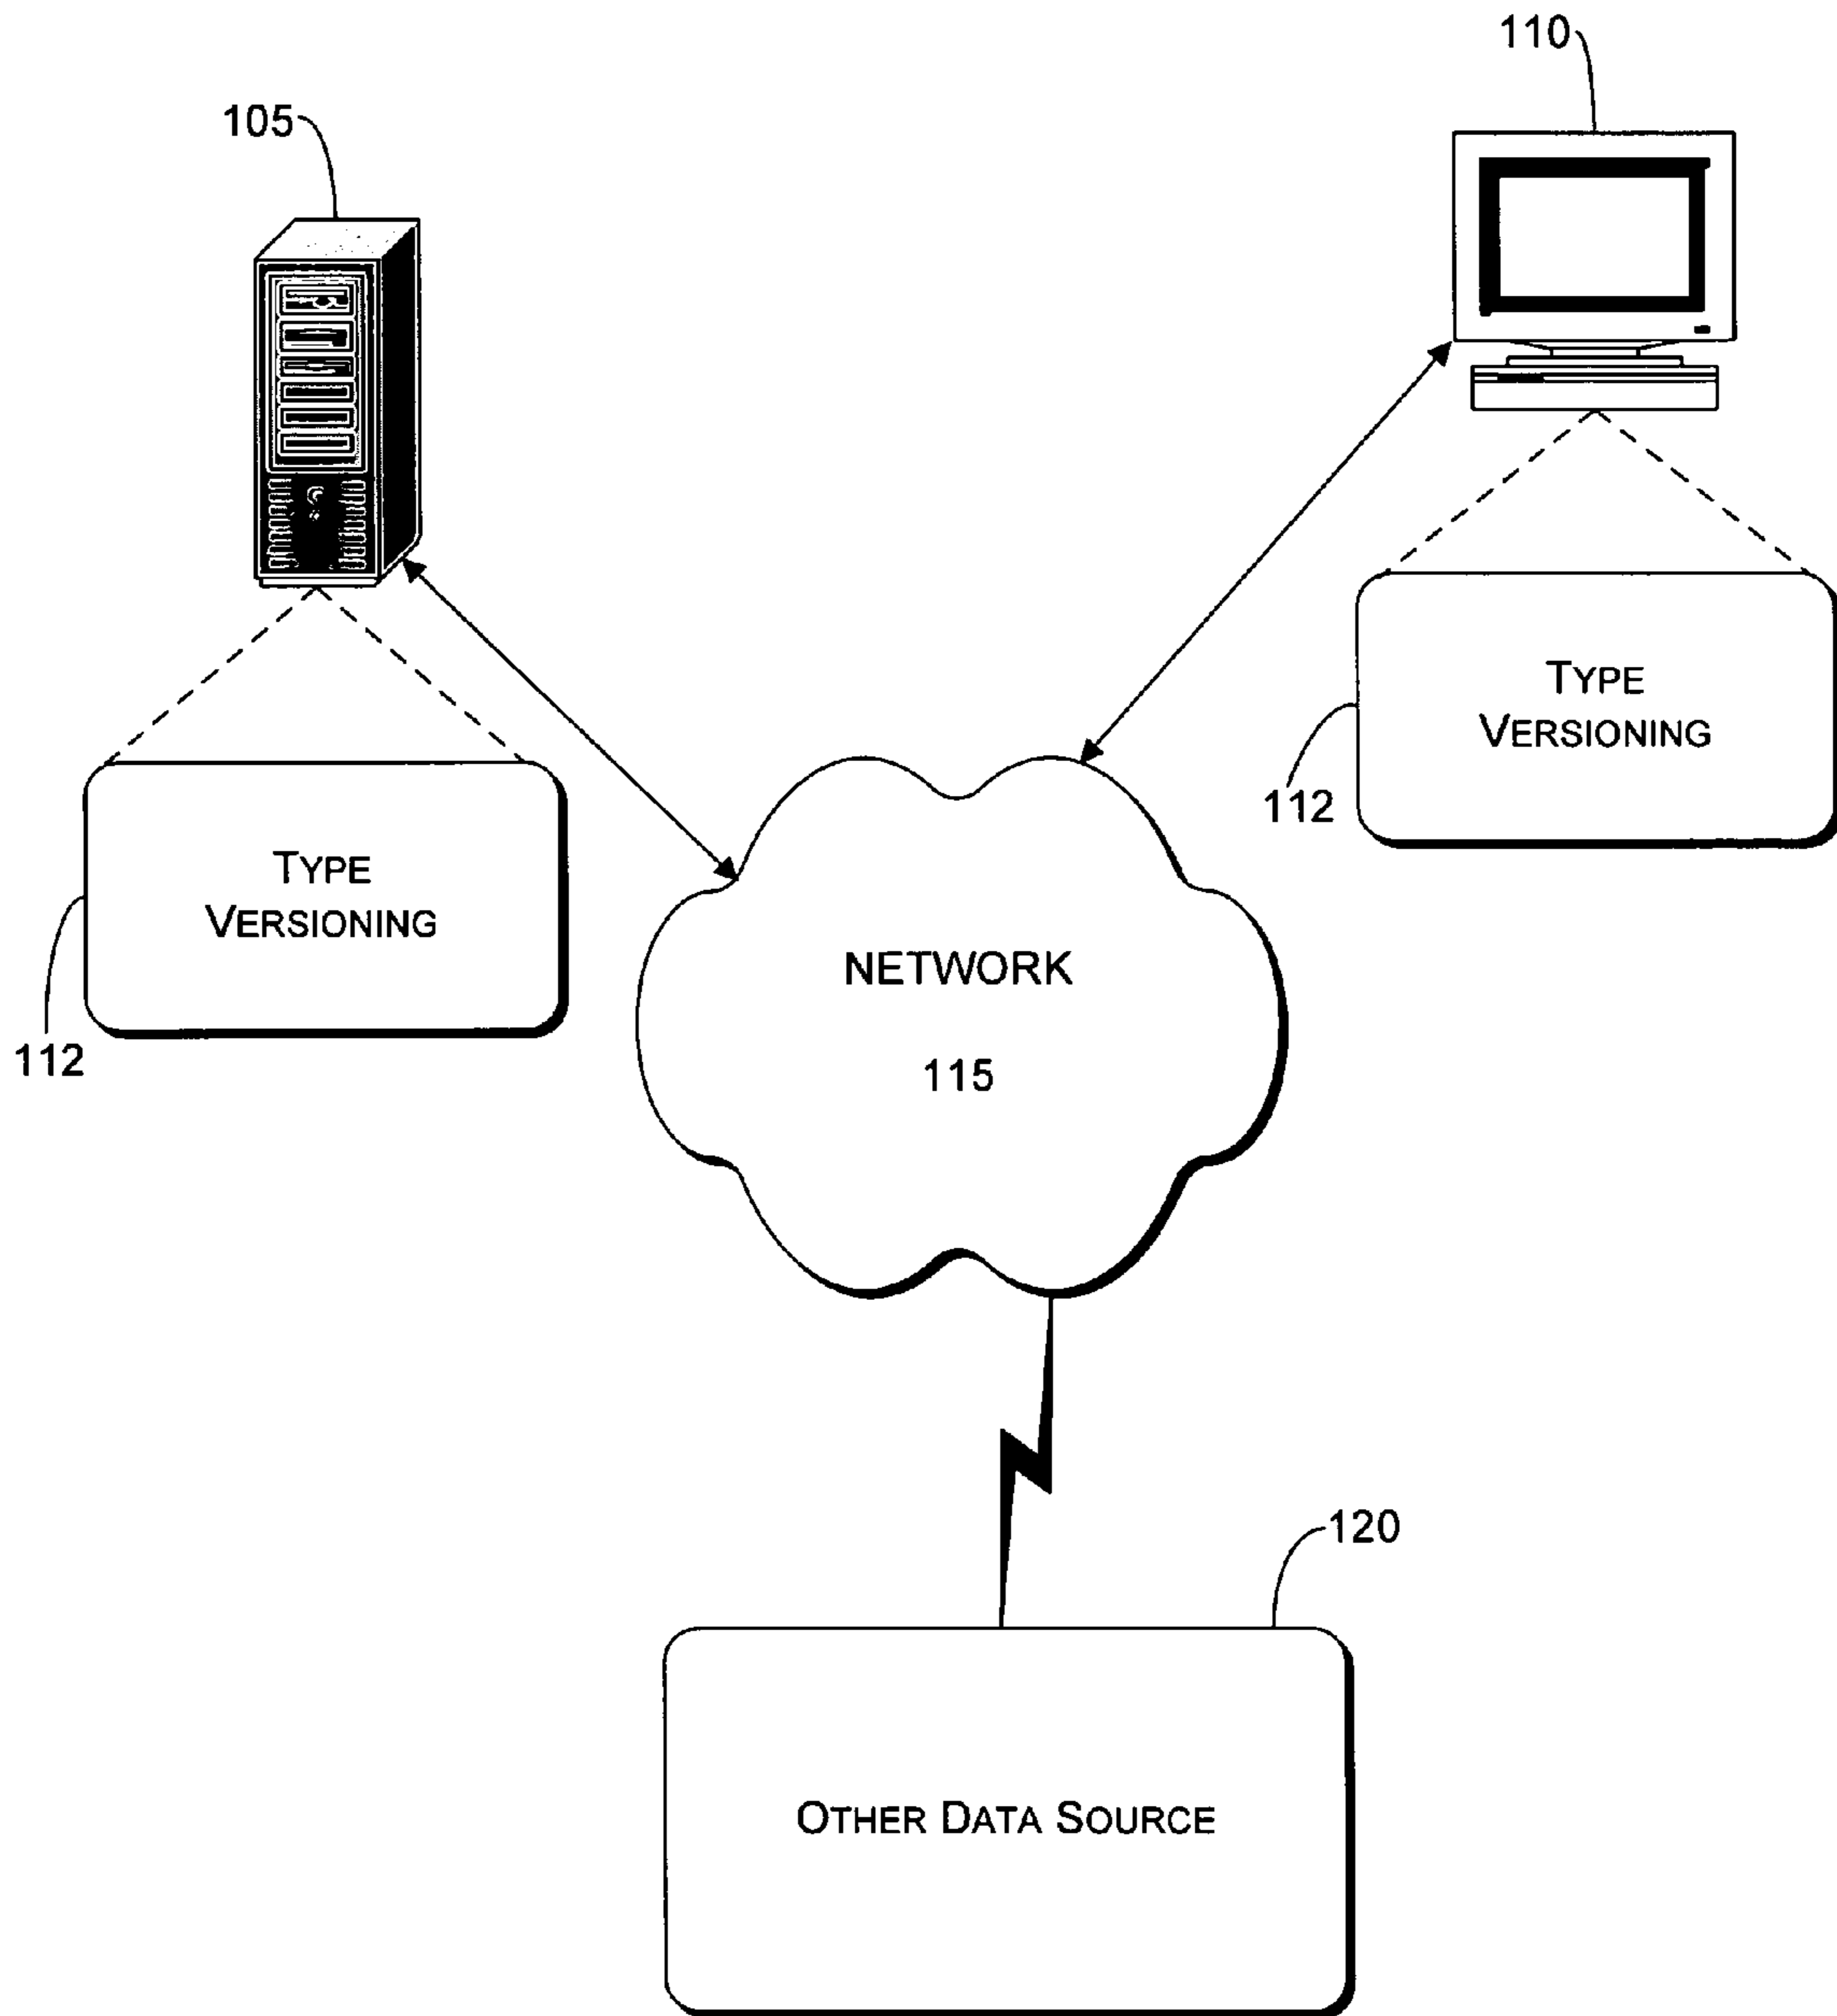 110
105
TYPE
VERSIONING
112
TYPE
VERSIONING
112
NETWORK
115
120
OTHER DATA SOURCE